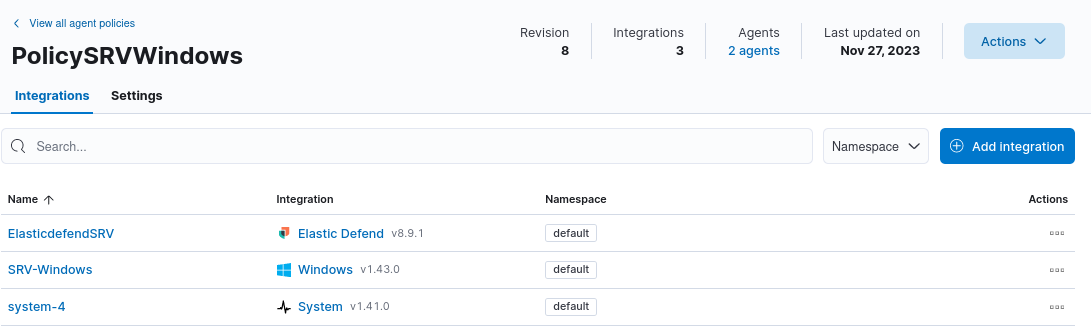 View all agent policies
PolicySRVWindows
Revision Integrations Agents Last updated on
8 3 2 agents Nov 27, 2023
Actions
Integrations Settings
Search... Namespace Add integration
Name Integration Namespace Actions
ElasticdefendSRV Elastic Defend v8.9.1 default
SRV-Windows Windows v1.43.0 default
system-4 System v1.41.0 default